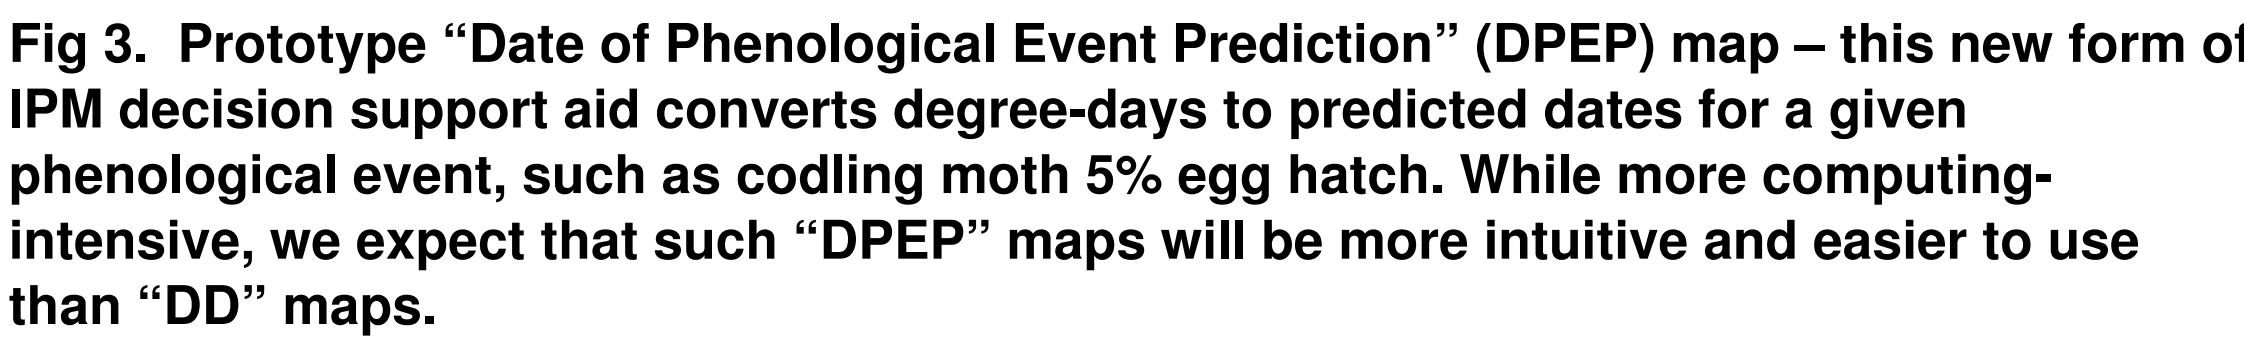 Fig 3.  Prototype “Date of Phenological Event Prediction” (DPEP) map – this new form of
IPM decision support aid converts degree-days to predicted dates for a given
phenological event, such as codling moth 5% egg hatch. While more computing-
intensive, we expect that such “DPEP” maps will be more intuitive and easier to use
than “DD” maps.